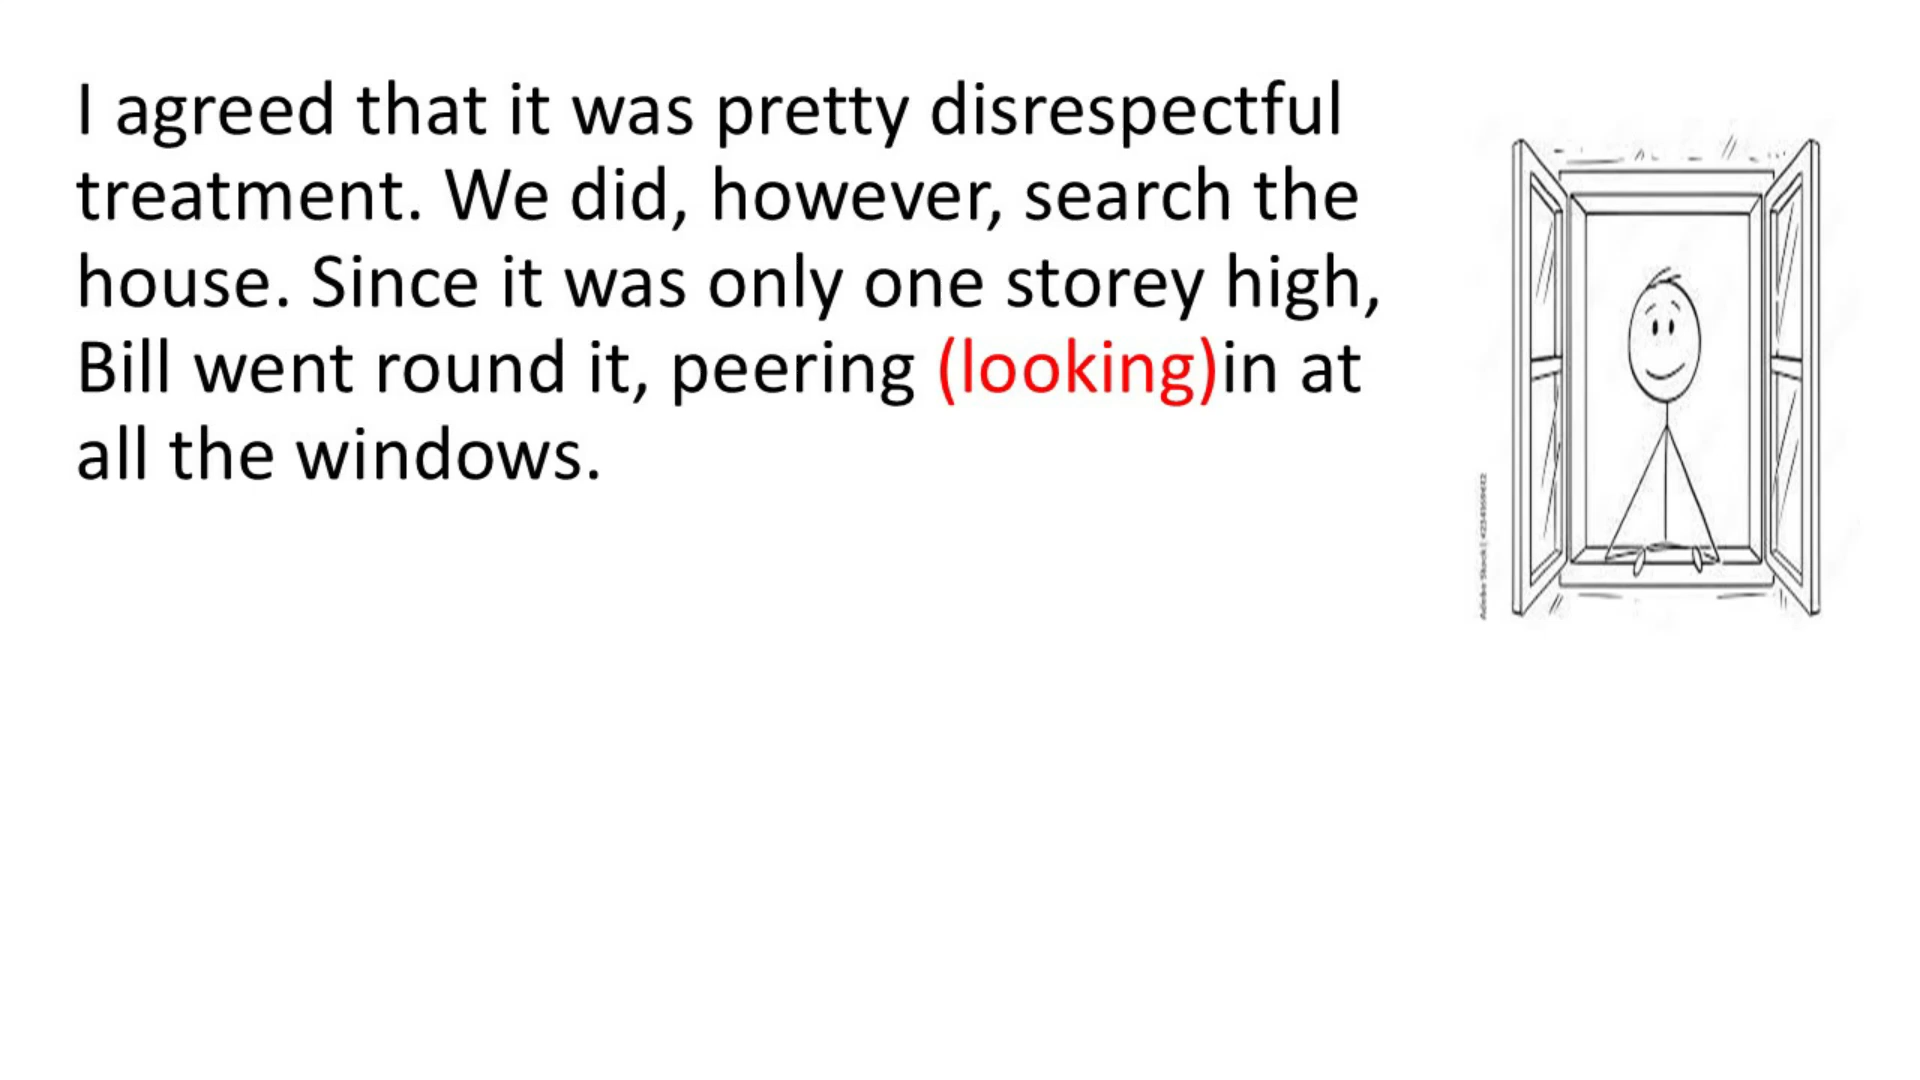 I agreed that it was pretty disrespectful
treatment. We did, however, search the
house. Since it was only one storey high,
Bill went round it, peering (looking)in at
all the windows.